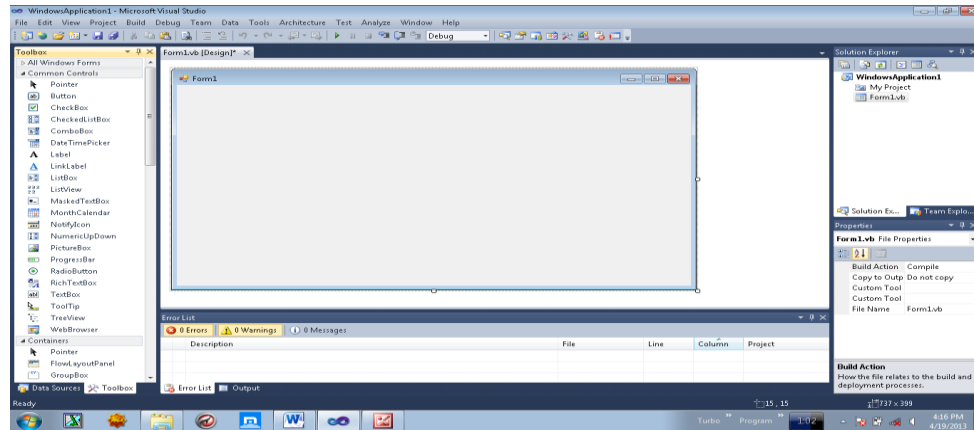 WindowsApplication1 - Microsoft Visual Studio
File Edit View Project Build Debug Team Data Tools Architecture Test Analyze Window Help
Debug
Toolbox
All Windows Forms
Common Controls
Pointer
Button
CheckBox
CheckedListBox
ComboBox
DateTimePicker
Label
LinkLabel
ListBox
ListView
MaskedTextBox
MonthCalendar
NotifyIcon
NumericUpDown
PictureBox
ProgressBar
RadioButton
RichTextBox
TextBox
ToolTip
TreeView
WebBrowser
Containers
Pointer
FlowLayoutPanel
GroupBox
Data Sources Toolbox
Form1.vb [Design]*
Form1
Error List
0 Errors 0 Warnings 0 Messages
Description File Line Column Project
Error List Output
Solution Explorer
WindowsApplication1
My Project
Form1.vb
Solution Ex... Team Explo...
Properties
Form1.vb File Properties
Build Action Compile
Copy to Outp Do not copy
Custom Tool
Custom Tool
File Name Form1.vb
Build Action
How the file relates to the build and
deployment processes.
Ready 15 , 15 737 x 399
Turbo Program 1:02 4:16 PM
4/19/2013